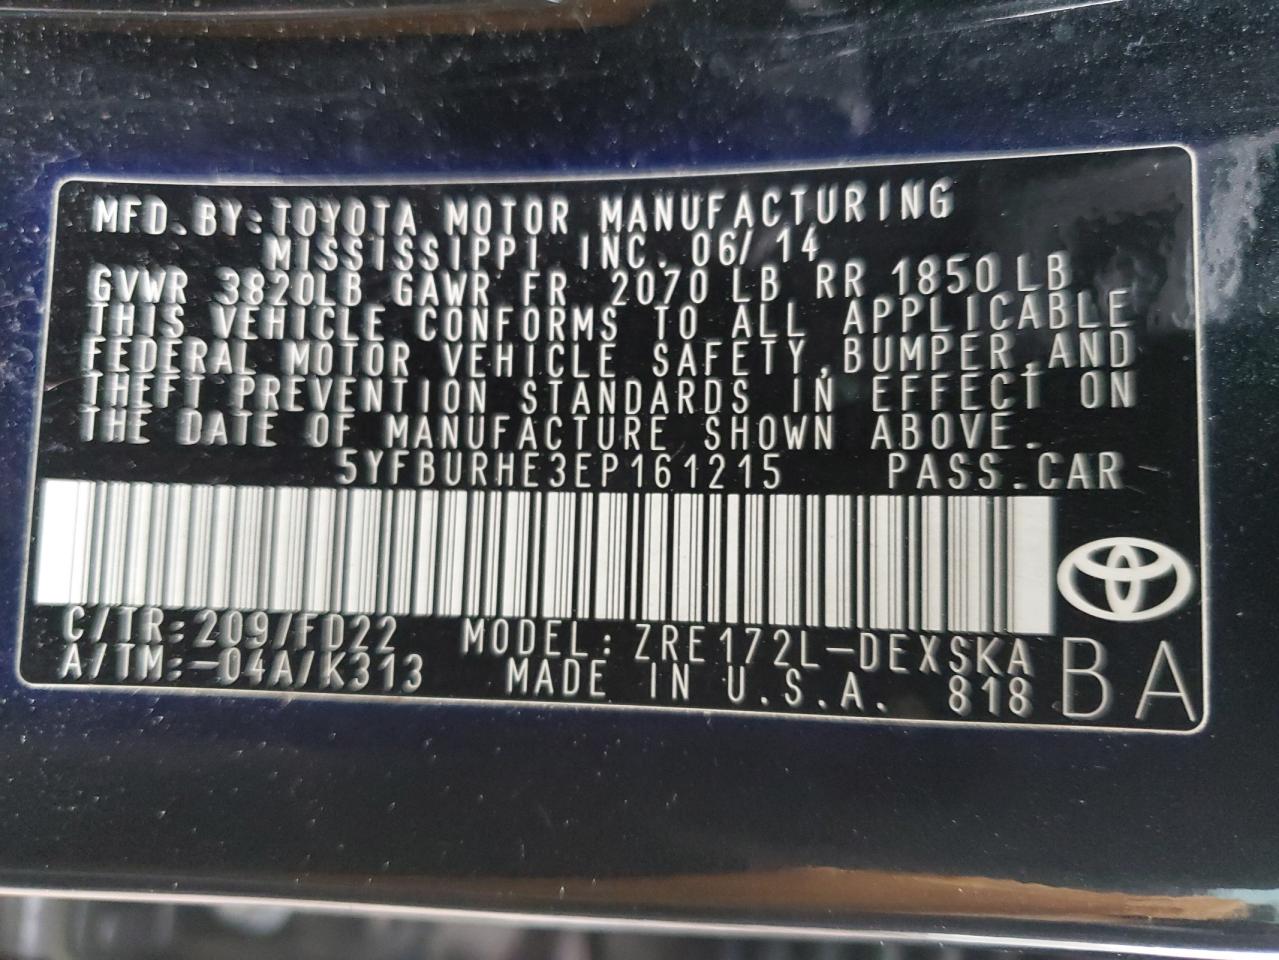 MFD. BY: TOYOTA MOTOR MANUFACTURING
MISSISSIPPI INC. 06/ 14
GVWR 3820LB GAWR FR 2070 LB RR 1850 LB
THIS VEHICLE CONFORMS TO ALL APPLICABLE
FEDERAL MOTOR VEHICLE SAFETY, BUMPER, AND
THEFT PREVENTION STANDARDS IN EFFECT ON
THE DATE OF MANUFACTURE SHOWN ABOVE.
5YFBURHE3EP161215 PASS. CAR
C/TR: 209/FD22 MODEL: ZRE172L-DEXSKA
A/TM:-04A/K313 MADE IN U.S.A. 818
BA